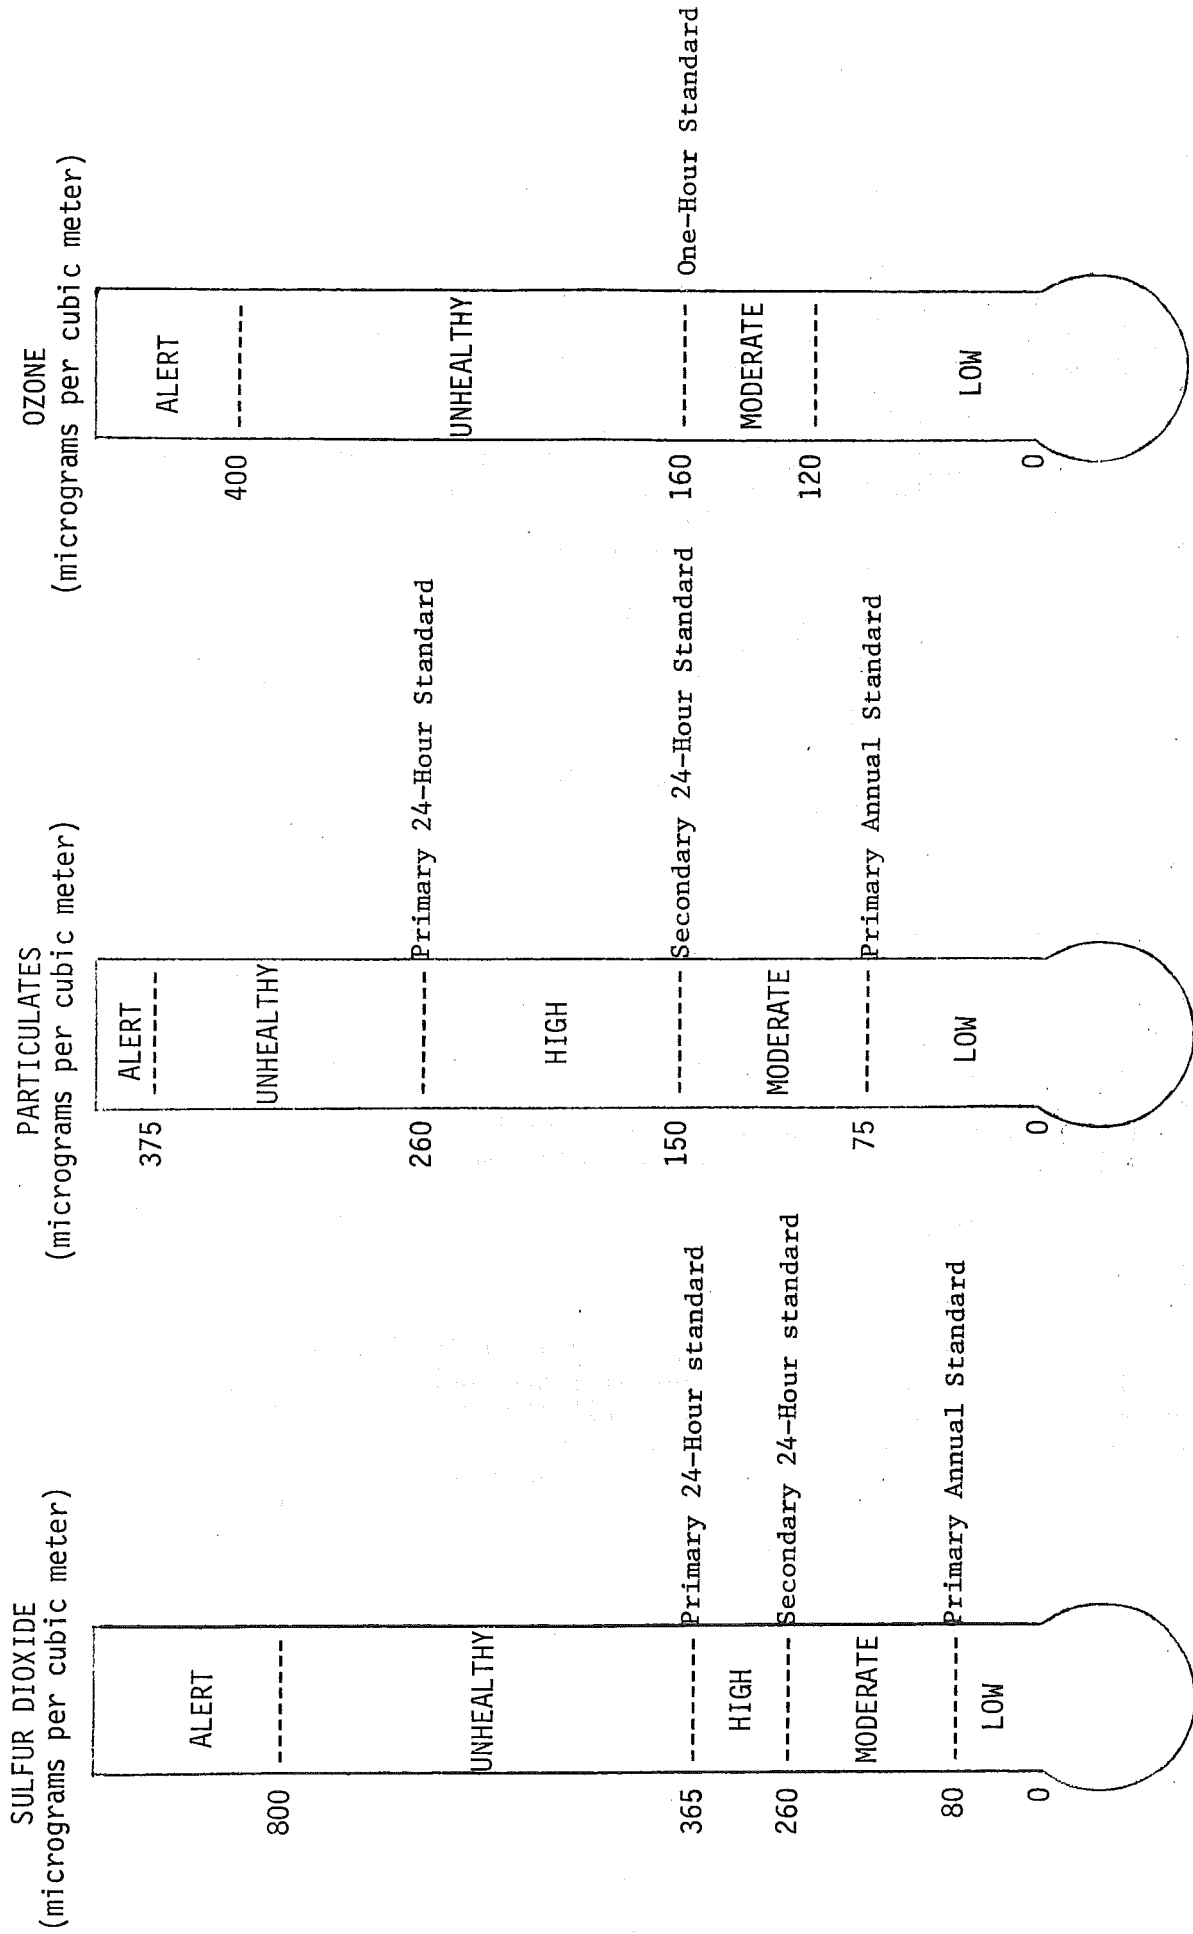 SULFUR DIOXIDE
(micrograms per cubic meter)
ALERT
800
UNHEALTHY
365
Primary 24-Hour standard
HIGH
260
Secondary 24-Hour standard
MODERATE
80
Primary Annual Standard
LOW
0
PARTICULATES
(micrograms per cubic meter)
ALERT
375
UNHEALTHY
260
Primary 24-Hour Standard
HIGH
150
Secondary 24-Hour Standard
MODERATE
75
Primary Annual Standard
LOW
0
OZONE
(micrograms per cubic meter)
ALERT
400
UNHEALTHY
160
One-Hour Standard
MODERATE
120
LOW
0